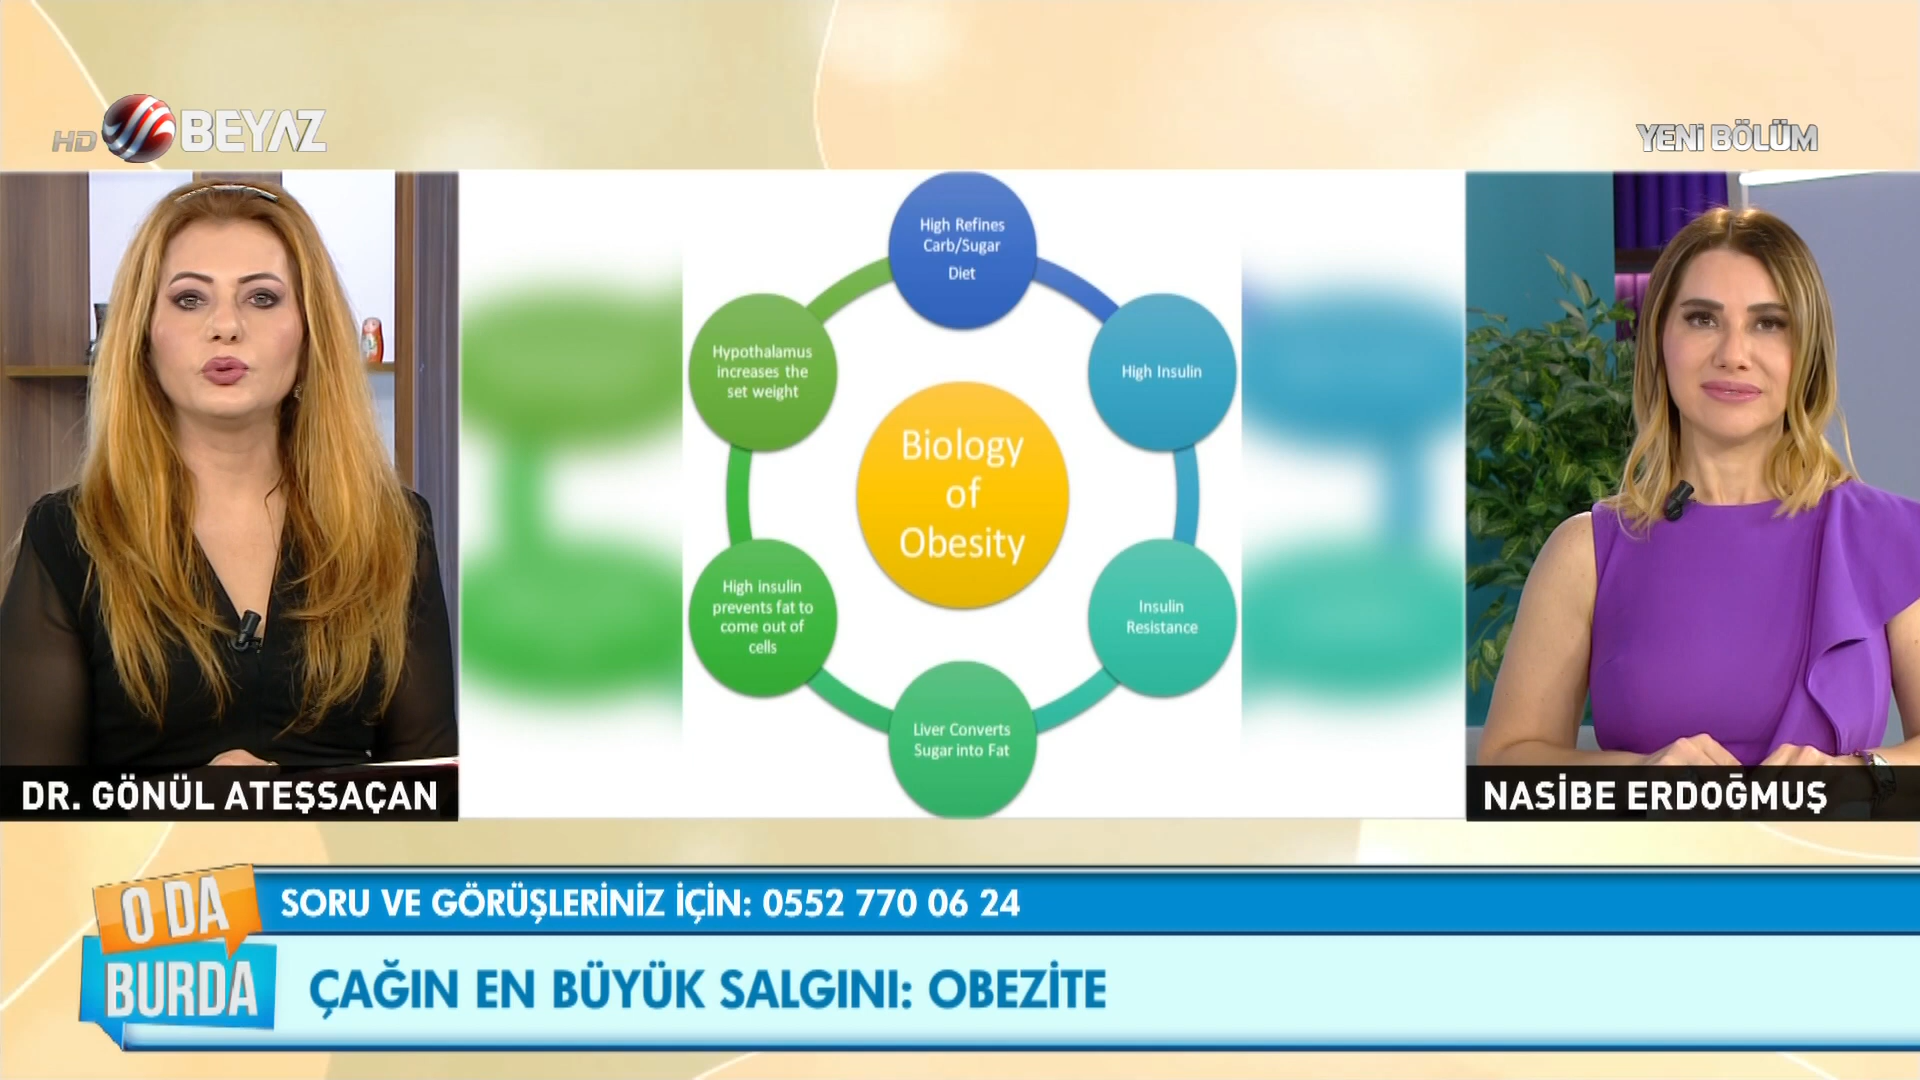 HD BEYAZ
YENİ BÖLÜM
High Refines
Carb/Sugar
Diet
High Insulin
Insulin
Resistance
Liver Converts
Sugar into Fat
High insulin
prevents fat to
come out of
cells
Hypothalamus
increases the
set weight
Biology
of
Obesity
DR. GÖNÜL ATEŞSAÇAN
NASİBE ERDOĞMUŞ
O DA
BURDA
SORU VE GÖRÜŞLERİNİZ İÇİN: 0552 770 06 24
ÇAĞIN EN BÜYÜK SALGINI: OBEZİTE